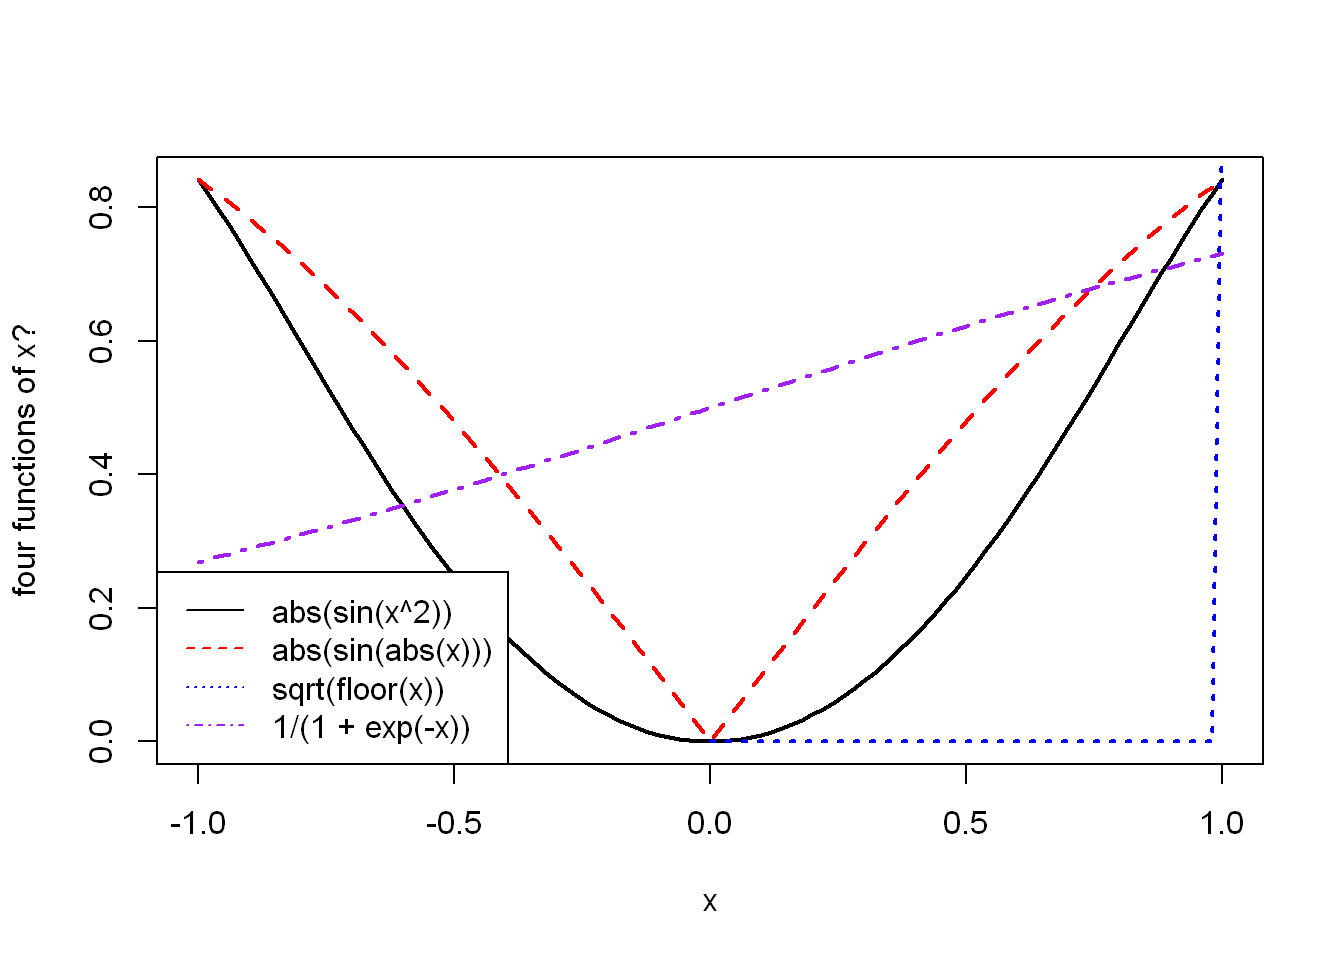 four functions of x?
0.8
0.6
0.4
0.2
0.0
abs(sin(x^2))
abs(sin(abs(x)))
sqrt(floor(x))
1/(1 + exp(-x))
-1.0 -0.5 0.0 0.5 1.0
x